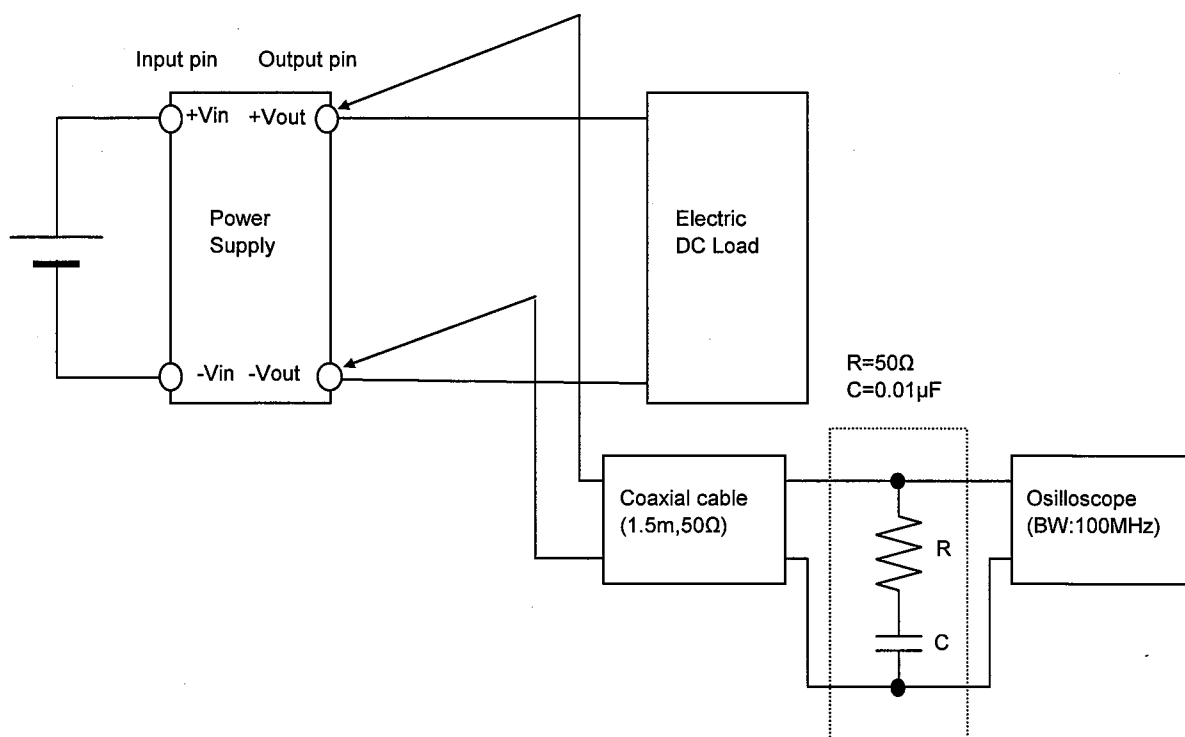 Input pin Output pin
+Vin +Vout
Power
Supply
-Vin -Vout
Electric
DC Load
R=50Ω
C=0.01µF
Coaxial cable
(1.5m,50Ω)
R
C
Osilloscope
(BW:100MHz)